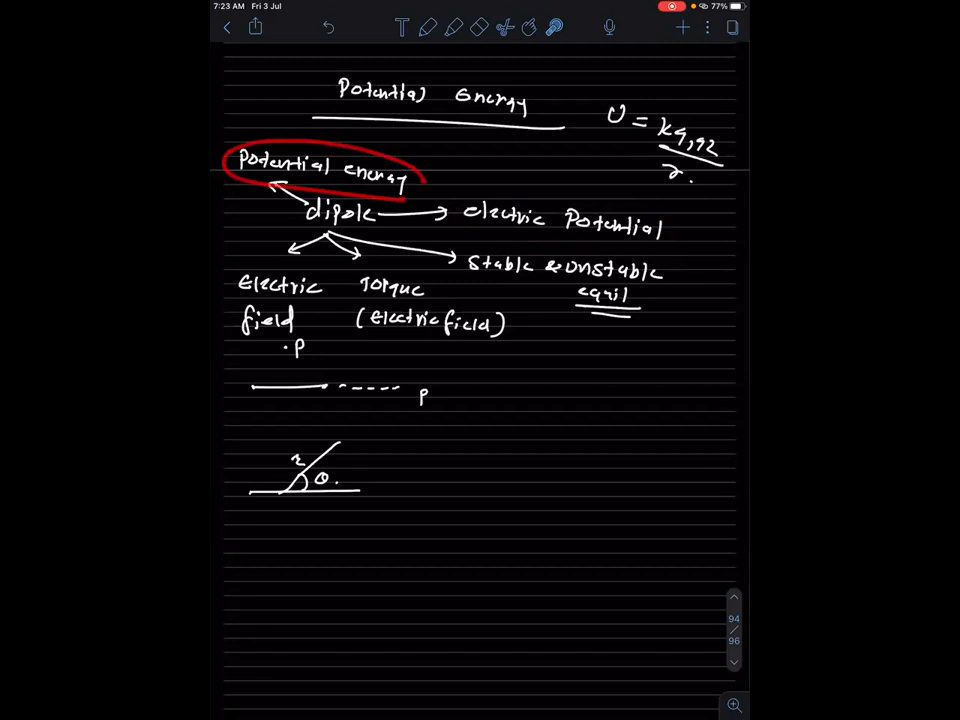 7:23 AM Fri 3 Jul
77%
Potential Energy
U = kq1q2
r.
Potential energy
dipole
electric Potential
Stable & unstable
equil
Electric
field
Torque
(Electric field)
.P
P
r
θ.
94
/
96